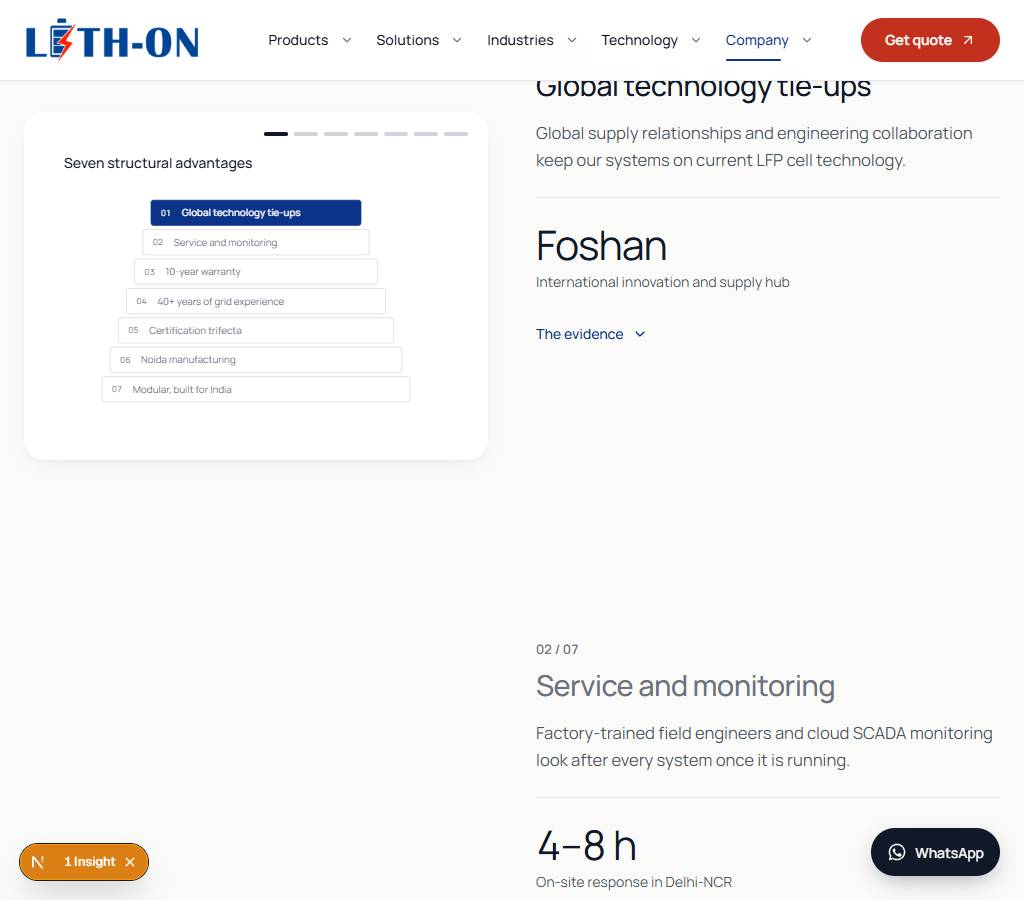 LITH-ON
Products
Solutions
Industries
Technology
Company
Get quote
Global technology tie-ups
Global supply relationships and engineering collaboration
keep our systems on current LFP cell technology.
Seven structural advantages
01 Global technology tie-ups
02 Service and monitoring
03 10-year warranty
04 40+ years of grid experience
05 Certification trifecta
06 Noida manufacturing
07 Modular, built for India
Foshan
International innovation and supply hub
The evidence
02 / 07
Service and monitoring
Factory-trained field engineers and cloud SCADA monitoring
look after every system once it is running.
4–8 h
On-site response in Delhi-NCR
N 1 Insight
WhatsApp